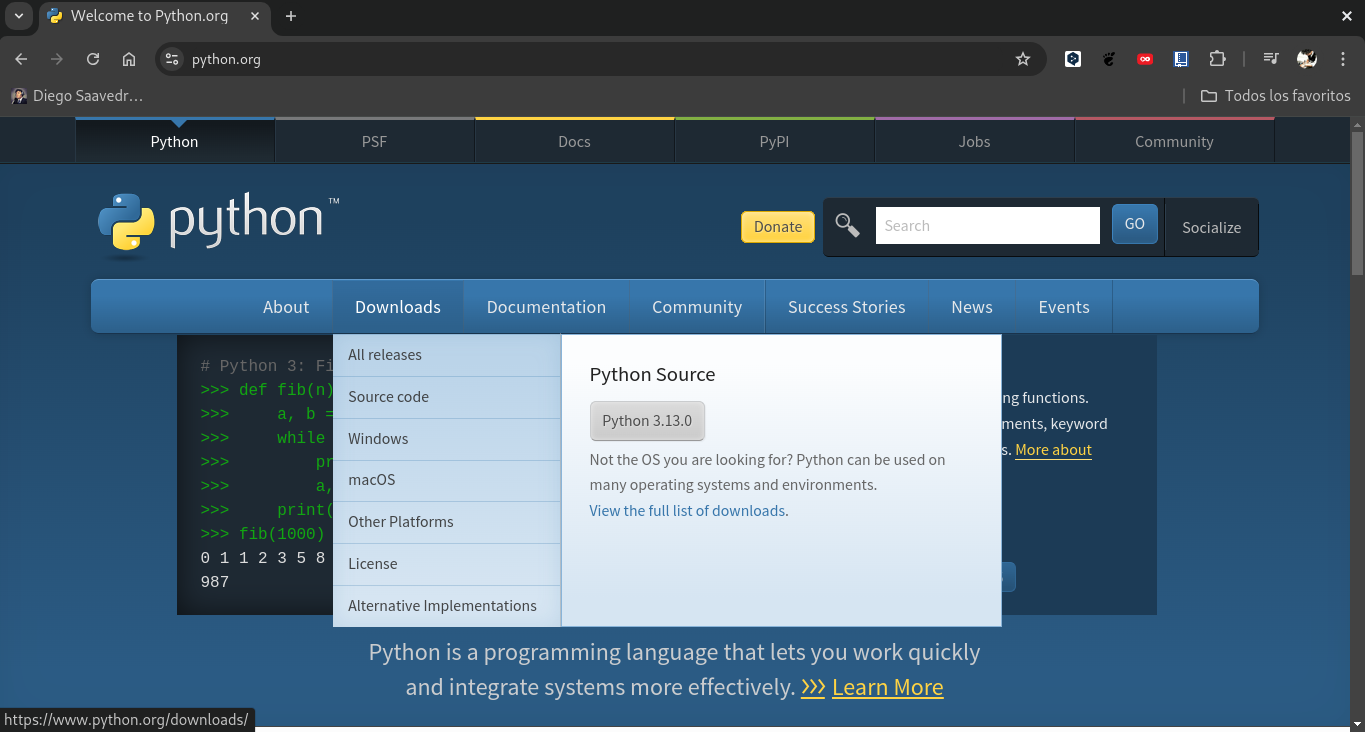 Welcome to Python.org
python.org
Diego Saavedr…
Todos los favoritos
Python
PSF
Docs
PyPI
Jobs
Community
python™
Donate
Search
GO
Socialize
About
Downloads
Documentation
Community
Success Stories
News
Events
# Python 3: Fi
>>> def fib(n)
>>>     a, b =
>>>     while
>>>         pr
>>>         a,
>>>     print(
>>> fib(1000)
0 1 1 2 3 5 8
987
All releases
Source code
Windows
macOS
Other Platforms
License
Alternative Implementations
Python Source
Python 3.13.0
Not the OS you are looking for? Python can be used on
many operating systems and environments.
View the full list of downloads.
ng functions.
ments, keyword
s. More about
Python is a programming language that lets you work quickly
and integrate systems more effectively. >>> Learn More
https://www.python.org/downloads/